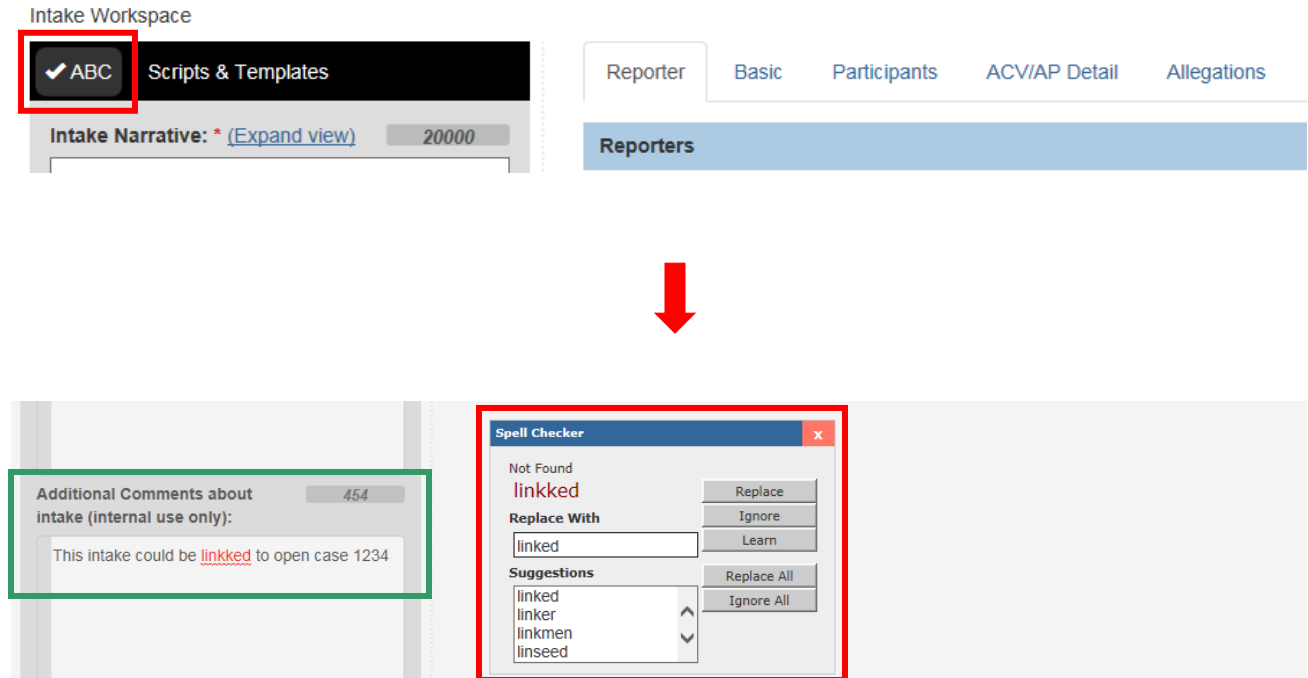 Intake Workspace
✔ ABC Scripts & Templates
Reporter Basic Participants ACV/AP Detail Allegations
Intake Narrative: * (Expand view) 20000
Reporters
Spell Checker x
Not Found
linkked
Replace
Additional Comments about 454
intake (internal use only):
Replace With
Ignore
linked
Learn
This intake could be linkked to open case 1234
Suggestions
Replace All
linked
Ignore All
linker
linkmen
linseed